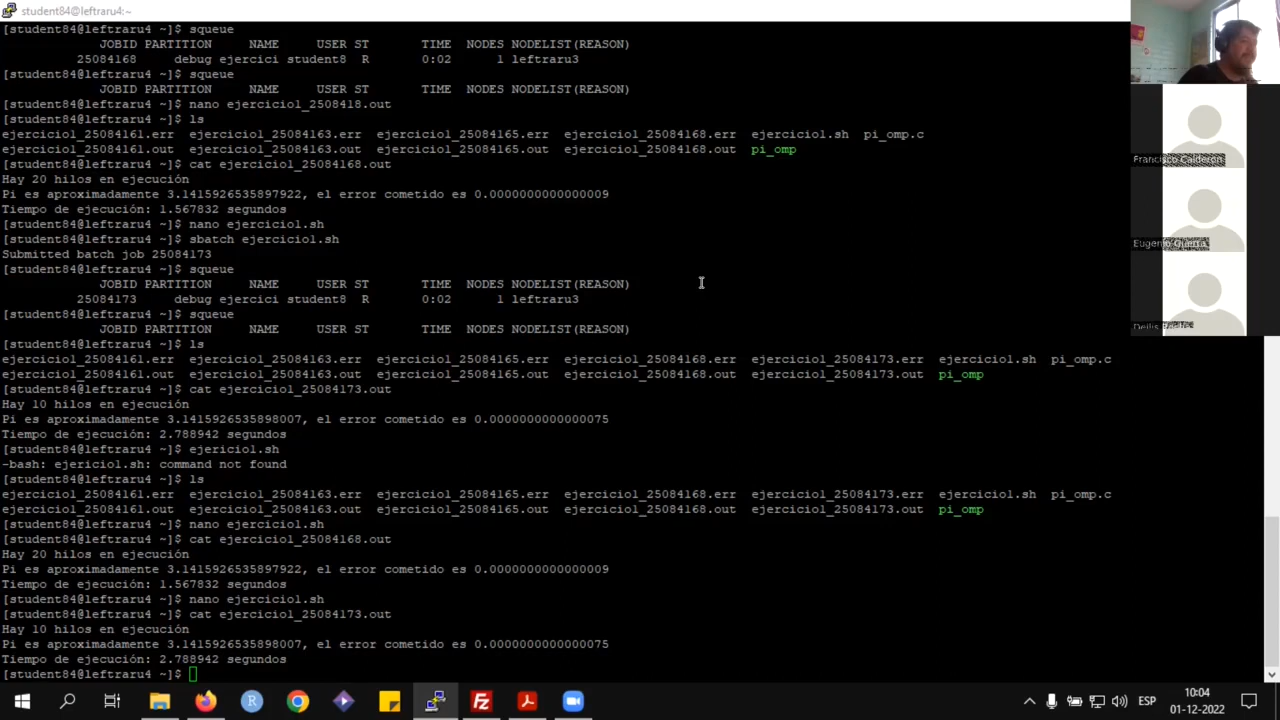 student84@leftraru4:~
[student84@leftraru4 ~]$ squeue
JOBID PARTITION NAME USER ST TIME NODES NODELIST(REASON)
25084168 debug ejercici student8 R 0:02 1 leftraru3
[student84@leftraru4 ~]$ squeue
JOBID PARTITION NAME USER ST TIME NODES NODELIST(REASON)
[student84@leftraru4 ~]$ nano ejercicio1_2508418.out
[student84@leftraru4 ~]$ ls
ejercicio1_25084161.err ejercicio1_25084163.err ejercicio1_25084165.err ejercicio1_25084168.err ejercicio1.sh pi_omp.c
ejercicio1_25084161.out ejercicio1_25084163.out ejercicio1_25084165.out ejercicio1_25084168.out pi_omp
[student84@leftraru4 ~]$ cat ejercicio1_25084168.out
Hay 20 hilos en ejecución
Pi es aproximadamente 3.1415926535897922, el error cometido es 0.0000000000000009
Tiempo de ejecución: 1.567832 segundos
[student84@leftraru4 ~]$ nano ejercicio1.sh
[student84@leftraru4 ~]$ sbatch ejercicio1.sh
Submitted batch job 25084173
[student84@leftraru4 ~]$ squeue
JOBID PARTITION NAME USER ST TIME NODES NODELIST(REASON)
25084173 debug ejercici student8 R 0:02 1 leftraru3
[student84@leftraru4 ~]$ squeue
JOBID PARTITION NAME USER ST TIME NODES NODELIST(REASON)
[student84@leftraru4 ~]$ ls
ejercicio1_25084161.err ejercicio1_25084163.err ejercicio1_25084165.err ejercicio1_25084168.err ejercicio1_25084173.err ejercicio1.sh pi_omp.c
ejercicio1_25084161.out ejercicio1_25084163.out ejercicio1_25084165.out ejercicio1_25084168.out ejercicio1_25084173.out pi_omp
[student84@leftraru4 ~]$ cat ejercicio1_25084173.out
Hay 10 hilos en ejecución
Pi es aproximadamente 3.1415926535898007, el error cometido es 0.0000000000000075
Tiempo de ejecución: 2.788942 segundos
[student84@leftraru4 ~]$ ejericio1.sh
-bash: ejericio1.sh: command not found
[student84@leftraru4 ~]$ ls
ejercicio1_25084161.err ejercicio1_25084163.err ejercicio1_25084165.err ejercicio1_25084168.err ejercicio1_25084173.err ejercicio1.sh pi_omp.c
ejercicio1_25084161.out ejercicio1_25084163.out ejercicio1_25084165.out ejercicio1_25084168.out ejercicio1_25084173.out pi_omp
[student84@leftraru4 ~]$ nano ejercicio1.sh
[student84@leftraru4 ~]$ cat ejercicio1_25084168.out
Hay 20 hilos en ejecución
Pi es aproximadamente 3.1415926535897922, el error cometido es 0.0000000000000009
Tiempo de ejecución: 1.567832 segundos
[student84@leftraru4 ~]$ nano ejercicio1.sh
[student84@leftraru4 ~]$ cat ejercicio1_25084173.out
Hay 10 hilos en ejecución
Pi es aproximadamente 3.1415926535898007, el error cometido es 0.0000000000000075
Tiempo de ejecución: 2.788942 segundos
[student84@leftraru4 ~]$
Francisco Calderón
Eugenio Guerra
ESP
10:04
01-12-2022